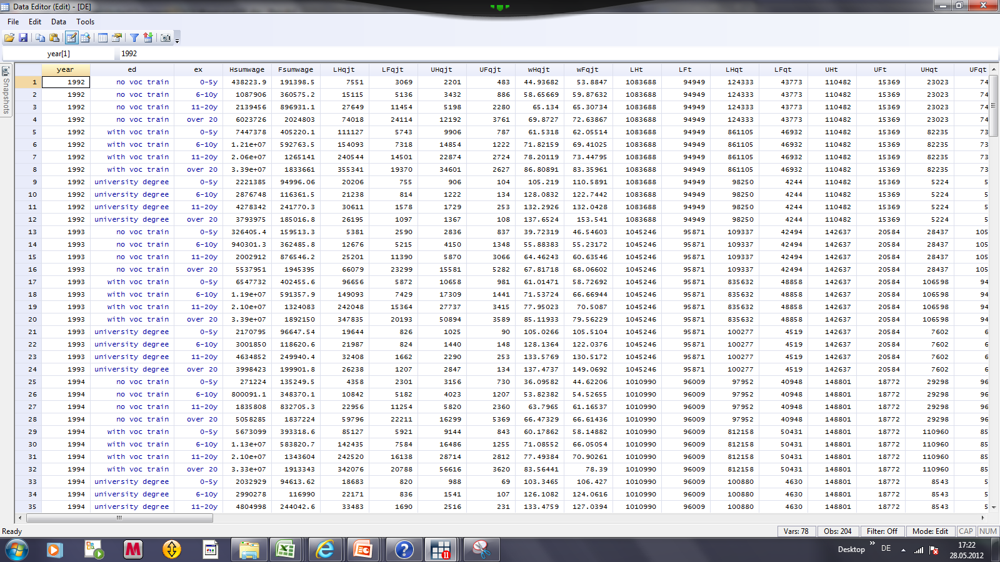 Data Editor (Edit) - [DE]
File Edit Data Tools
year[1] 1992
Snapshots
year ed ex Hsumwage Fsumwage LHqjt LFqjt UHqjt UFqjt wHqjt wFqjt LHt LFt LHqt LFqt UHt UFt UHqt UFqt
1 1992 no voc train 0-5y 438223.9 191398.5 7551 3069 2201 483 44.93682 53.8847 1083688 94949 124333 43773 110482 15369 23023 74
2 1992 no voc train 6-10y 1087906 360575.2 15115 5136 3432 886 58.65669 59.87632 1083688 94949 124333 43773 110482 15369 23023 74
3 1992 no voc train 11-20y 2139456 896931.1 27649 11454 5198 2280 65.134 65.30734 1083688 94949 124333 43773 110482 15369 23023 74
4 1992 no voc train over 20 6023726 2024803 74018 24114 12192 3761 69.8727 72.63867 1083688 94949 124333 43773 110482 15369 23023 74
5 1992 with voc train 0-5y 7447378 405220.1 111127 5743 9906 787 61.5318 62.05514 1083688 94949 861105 46932 110482 15369 82235 73
6 1992 with voc train 6-10y 1.21e+07 592763.5 154093 7318 14854 1222 71.82159 69.41025 1083688 94949 861105 46932 110482 15369 82235 73
7 1992 with voc train 11-20y 2.06e+07 1265141 240544 14501 22874 2724 78.20119 73.44795 1083688 94949 861105 46932 110482 15369 82235 73
8 1992 with voc train over 20 3.39e+07 1833661 355341 19370 34601 2627 86.80891 83.35961 1083688 94949 861105 46932 110482 15369 82235 73
9 1992 university degree 0-5y 2221385 94996.06 20206 755 906 104 105.219 110.5891 1083688 94949 98250 4244 110482 15369 5224 5
10 1992 university degree 6-10y 2876748 116361.5 21238 814 1222 134 128.0832 122.7442 1083688 94949 98250 4244 110482 15369 5224 5
11 1992 university degree 11-20y 4278342 241770.3 30611 1578 1729 253 132.2926 132.0428 1083688 94949 98250 4244 110482 15369 5224 5
12 1992 university degree over 20 3793975 185016.8 26195 1097 1367 108 137.6524 153.541 1083688 94949 98250 4244 110482 15369 5224 5
13 1993 no voc train 0-5y 326405.4 159513.3 5381 2590 2836 837 39.72319 46.54603 1045246 95871 109337 42494 142637 20584 28437 105
14 1993 no voc train 6-10y 940301.3 362485.8 12676 5215 4150 1348 55.88383 55.23172 1045246 95871 109337 42494 142637 20584 28437 105
15 1993 no voc train 11-20y 2002912 876546.2 25201 11390 5870 3066 64.46243 60.63546 1045246 95871 109337 42494 142637 20584 28437 105
16 1993 no voc train over 20 5537951 1945395 66079 23299 15581 5282 67.81718 68.06602 1045246 95871 109337 42494 142637 20584 28437 105
17 1993 with voc train 0-5y 6547732 402455.6 96656 5872 10658 981 61.01471 58.72692 1045246 95871 835632 48858 142637 20584 106598 94
18 1993 with voc train 6-10y 1.19e+07 591357.9 149093 7429 17309 1441 71.53724 66.66944 1045246 95871 835632 48858 142637 20584 106598 94
19 1993 with voc train 11-20y 2.10e+07 1324083 242048 15364 27737 3415 77.95023 70.5087 1045246 95871 835632 48858 142637 20584 106598 94
20 1993 with voc train over 20 3.39e+07 1892150 347835 20193 50894 3589 85.11933 79.56229 1045246 95871 835632 48858 142637 20584 106598 94
21 1993 university degree 0-5y 2170795 96647.54 19644 826 1025 90 105.0266 105.5104 1045246 95871 100277 4519 142637 20584 7602 6
22 1993 university degree 6-10y 3001850 118620.6 21987 824 1440 148 128.1364 122.0376 1045246 95871 100277 4519 142637 20584 7602 6
23 1993 university degree 11-20y 4634852 249940.4 32408 1662 2290 253 133.5769 130.5172 1045246 95871 100277 4519 142637 20584 7602 6
24 1993 university degree over 20 3998423 199901.8 26238 1207 2847 134 137.4737 149.0692 1045246 95871 100277 4519 142637 20584 7602 6
25 1994 no voc train 0-5y 271224 135249.5 4358 2301 3156 730 36.09582 44.62206 1010990 96009 97952 40948 148801 18772 29298 96
26 1994 no voc train 6-10y 800091.1 348370.1 10842 5182 4023 1207 53.82382 54.52655 1010990 96009 97952 40948 148801 18772 29298 96
27 1994 no voc train 11-20y 1835808 832705.3 22956 11254 5820 2360 63.7965 61.16537 1010990 96009 97952 40948 148801 18772 29298 96
28 1994 no voc train over 20 5058285 1837224 59796 22211 16299 5369 66.47329 66.61436 1010990 96009 97952 40948 148801 18772 29298 96
29 1994 with voc train 0-5y 5673099 393318.6 85127 5921 9144 843 60.17862 58.14882 1010990 96009 812158 50431 148801 18772 110960 85
30 1994 with voc train 6-10y 1.13e+07 583820.7 142435 7584 16486 1255 71.08552 66.05054 1010990 96009 812158 50431 148801 18772 110960 85
31 1994 with voc train 11-20y 2.10e+07 1343604 242520 16138 28714 2812 77.49384 70.90261 1010990 96009 812158 50431 148801 18772 110960 85
32 1994 with voc train over 20 3.33e+07 1913343 342076 20788 56616 3620 83.56441 78.39 1010990 96009 812158 50431 148801 18772 110960 85
33 1994 university degree 0-5y 2032929 94613.62 18683 820 988 69 103.3465 106.427 1010990 96009 100880 4630 148801 18772 8543 5
34 1994 university degree 6-10y 2990278 116990 22171 836 1541 107 126.1082 124.0616 1010990 96009 100880 4630 148801 18772 8543 5
35 1994 university degree 11-20y 4804998 244042.6 33483 1690 2516 231 133.4759 127.0394 1010990 96009 100880 4630 148801 18772 8543 5
Ready Vars: 78 Obs: 204 Filter: Off Mode: Edit CAP NUM
Desktop » DE 17:22
28.05.2012